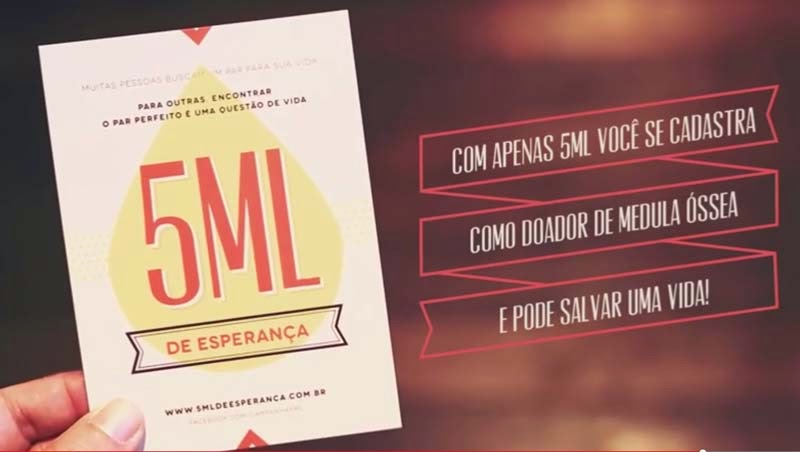 MUITAS PESSOAS BUSCAM UM PAR PARA SUA VIDA
PARA OUTRAS, ENCONTRAR
O PAR PERFEITO É UMA QUESTÃO DE VIDA
5ML
DE ESPERANÇA
WWW.5MLDEESPERANCA.COM.BR
COM APENAS 5ML VOCÊ SE CADASTRA
COMO DOADOR DE MEDULA ÓSSEA
E PODE SALVAR UMA VIDA!